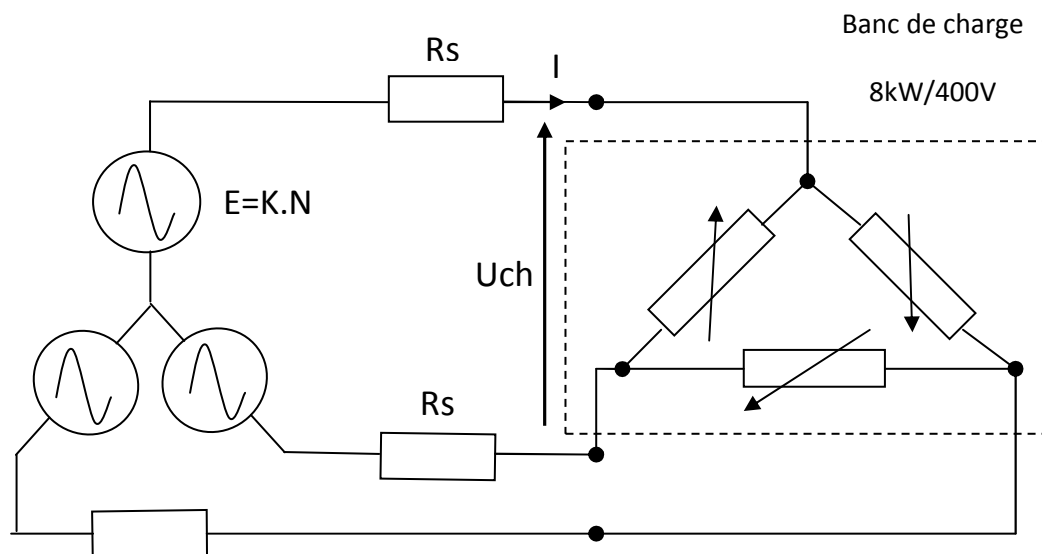 Banc de charge
8kW/400V
Rs
I
E=K.N
Uch
Rs